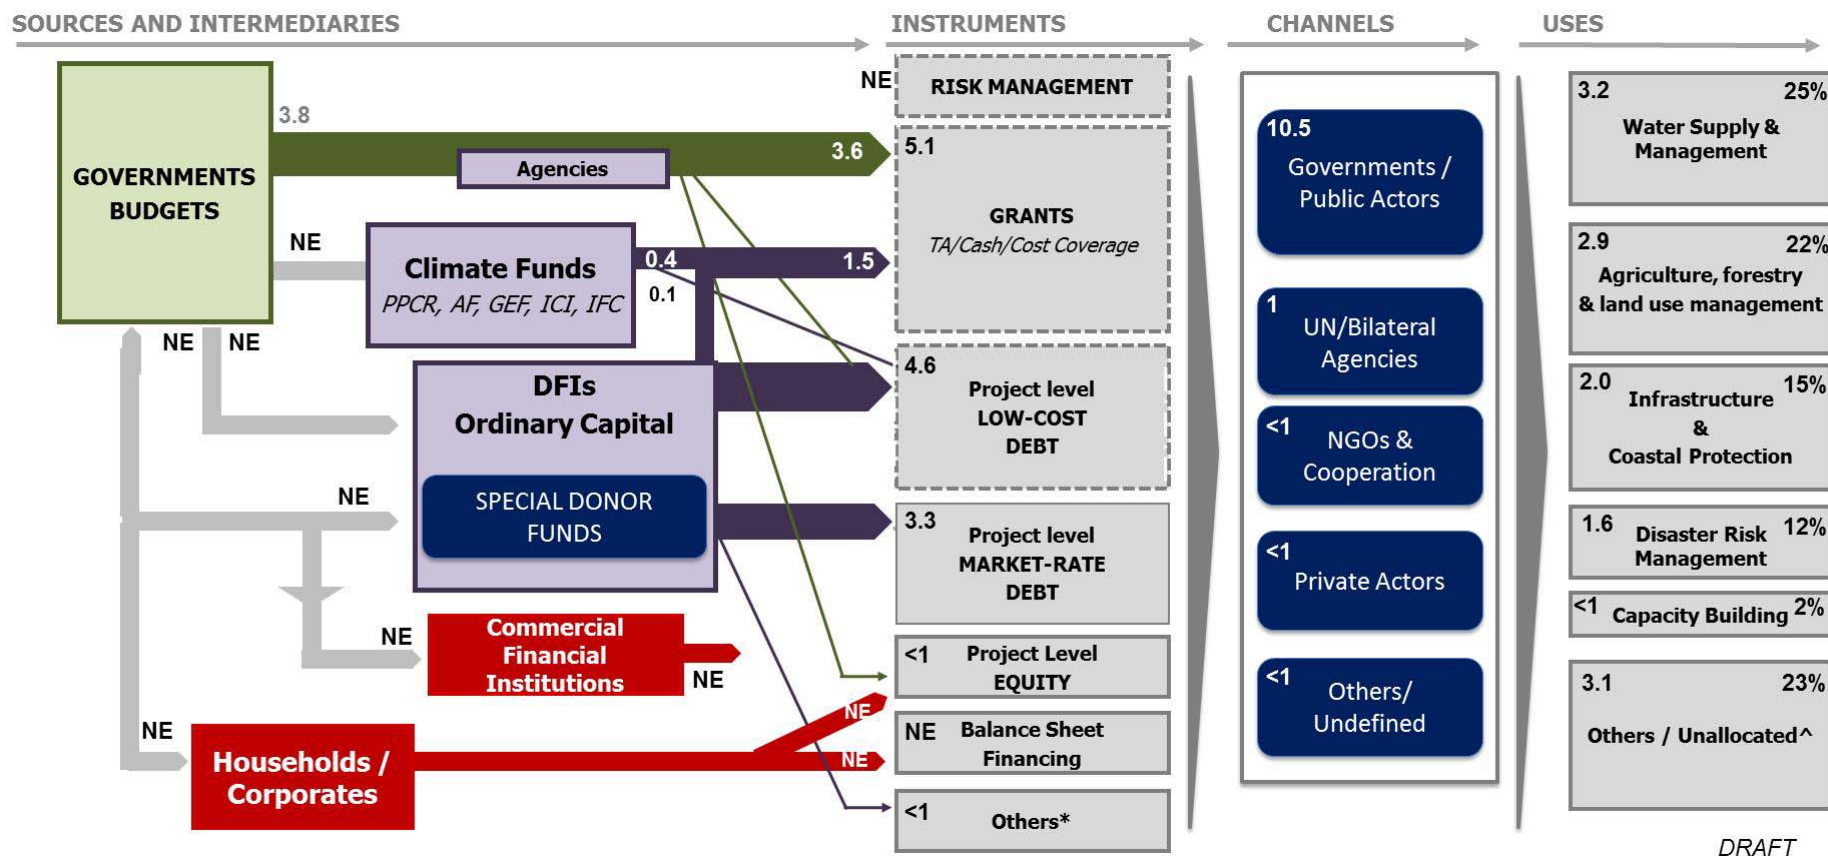 SOURCES AND INTERMEDIARIES
INSTRUMENTS
CHANNELS
USES
GOVERNMENTS
BUDGETS
3.8
Agencies
3.6
NE
Climate Funds
PPCR, AF, GEF, ICI, IFC
0.4
0.1
1.5
NE
NE
DFIs
Ordinary Capital
SPECIAL DONOR
FUNDS
NE
NE
Commercial
Financial
Institutions
NE
NE
Households /
Corporates
NE
NE
NE
RISK MANAGEMENT
5.1
GRANTS
TA/Cash/Cost Coverage
4.6
Project level
LOW-COST
DEBT
3.3
Project level
MARKET-RATE
DEBT
<1
Project Level
EQUITY
NE
Balance Sheet
Financing
<1
Others*
10.5
Governments /
Public Actors
1
UN/Bilateral
Agencies
<1
NGOs &
Cooperation
<1
Private Actors
<1
Others/
Undefined
3.2
25%
Water Supply &
Management
2.9
22%
Agriculture, forestry
& land use management
2.0
15%
Infrastructure
&
Coastal Protection
1.6
12%
Disaster Risk
Management
<1
Capacity Building
2%
3.1
23%
Others / Unallocated^
DRAFT